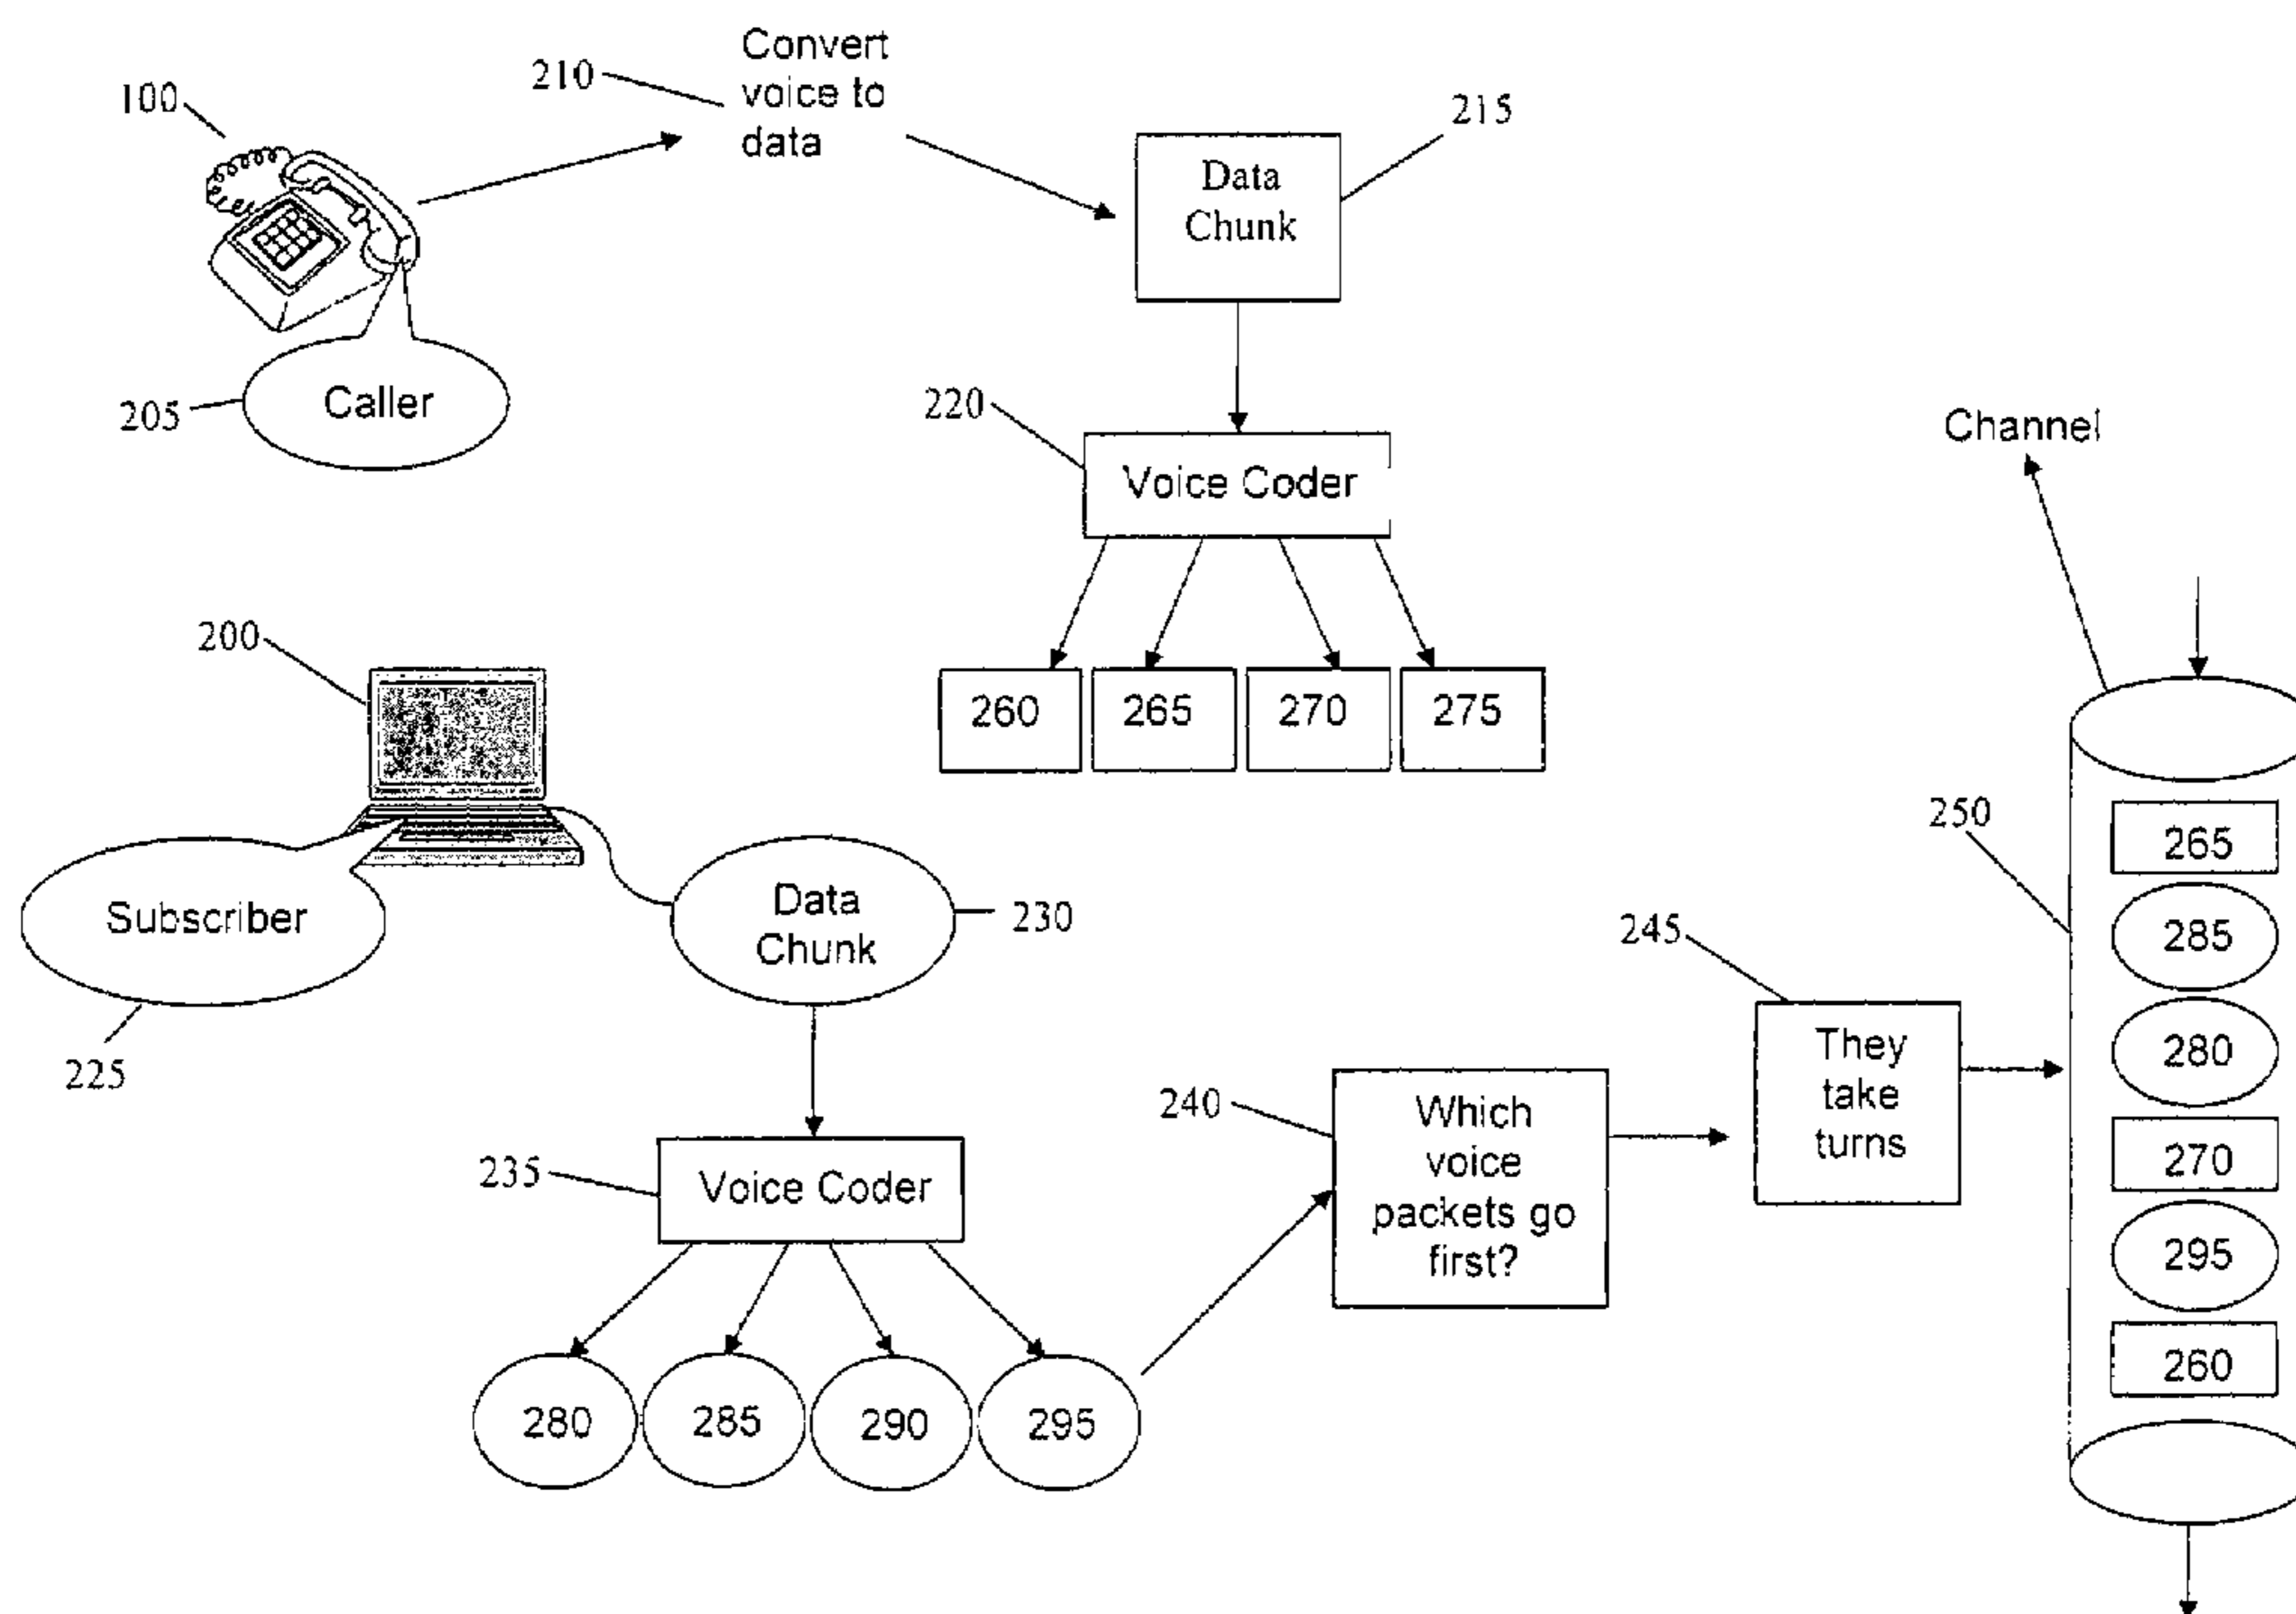 100
210
Convert
voice to
data
215
Data
Chunk
205
Caller
220
Voice Coder
Channel
260
265
270
275
200
Subscriber
225
Data
Chunk
230
235
Voice Coder
280
285
290
295
240
Which
voice
packets go
first?
245
They
take
turns
250
265
285
280
270
295
260